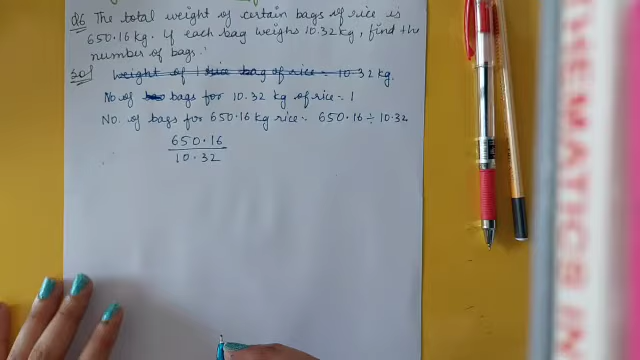 Q6 The total weight of certain bags of rice is
650.16 kg. If each bag weighs 10.32 kg, find the
number of bags.
Sol Weight of 1 rice bag of rice = 10.32 kg.
No of bags for 10.32 kg of rice = 1
No. of bags for 650.16 kg rice = 650.16 ÷ 10.32
650.16
10.32
THEMATICS IN